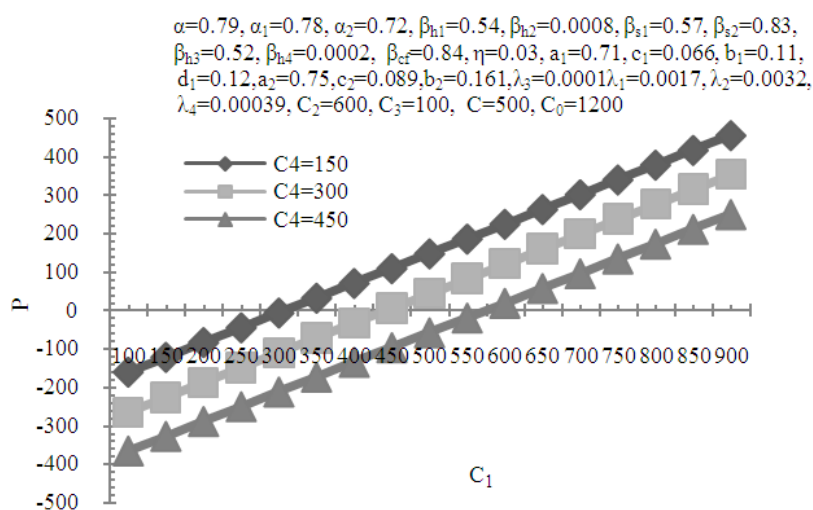 α=0.79, α₁=0.78, α₂=0.72, βₕ₁=0.54, βₕ₂=0.0008, βₛ₁=0.57, βₛ₂=0.83,
βₕ₃=0.52, βₕ₄=0.0002, β_cf=0.84, η=0.03, a₁=0.71, c₁=0.066, b₁=0.11,
d₁=0.12,a₂=0.75,c₂=0.089,b₂=0.161,λ₃=0.0001λ₁=0.0017, λ₂=0.0032,
λ₄=0.00039, C₂=600, C₃=100, C=500, C₀=1200
500
400
300
200
100
0
-100
-200
-300
-400
-500
P
C4=150
C4=300
C4=450
100 150 200 250 300 350 400 450 500 550 600 650 700 750 800 850 900
C₁